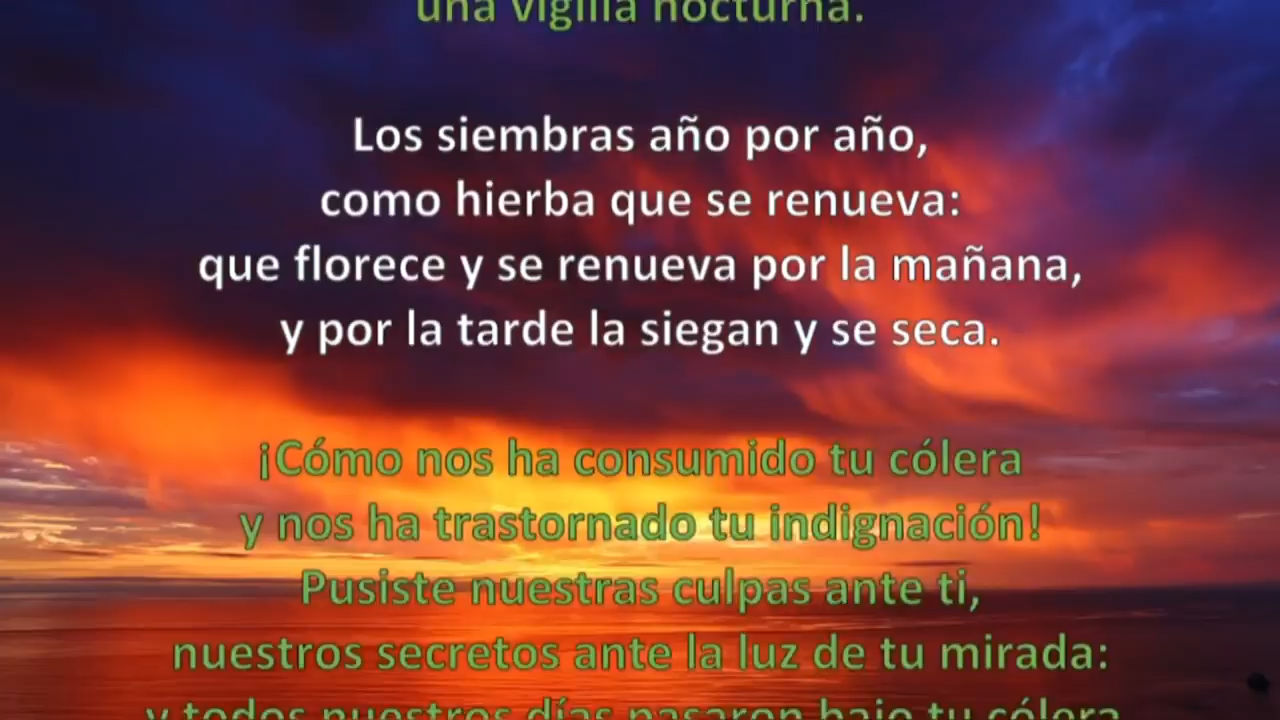 una vigilia nocturna.
Los siembras año por año,
como hierba que se renueva:
que florece y se renueva por la mañana,
y por la tarde la siegan y se seca.
¡Cómo nos ha consumido tu cólera
y nos ha trastornado tu indignación!
Pusiste nuestras culpas ante ti,
nuestros secretos ante la luz de tu mirada:
y todos nuestros días pasaron bajo tu cólera